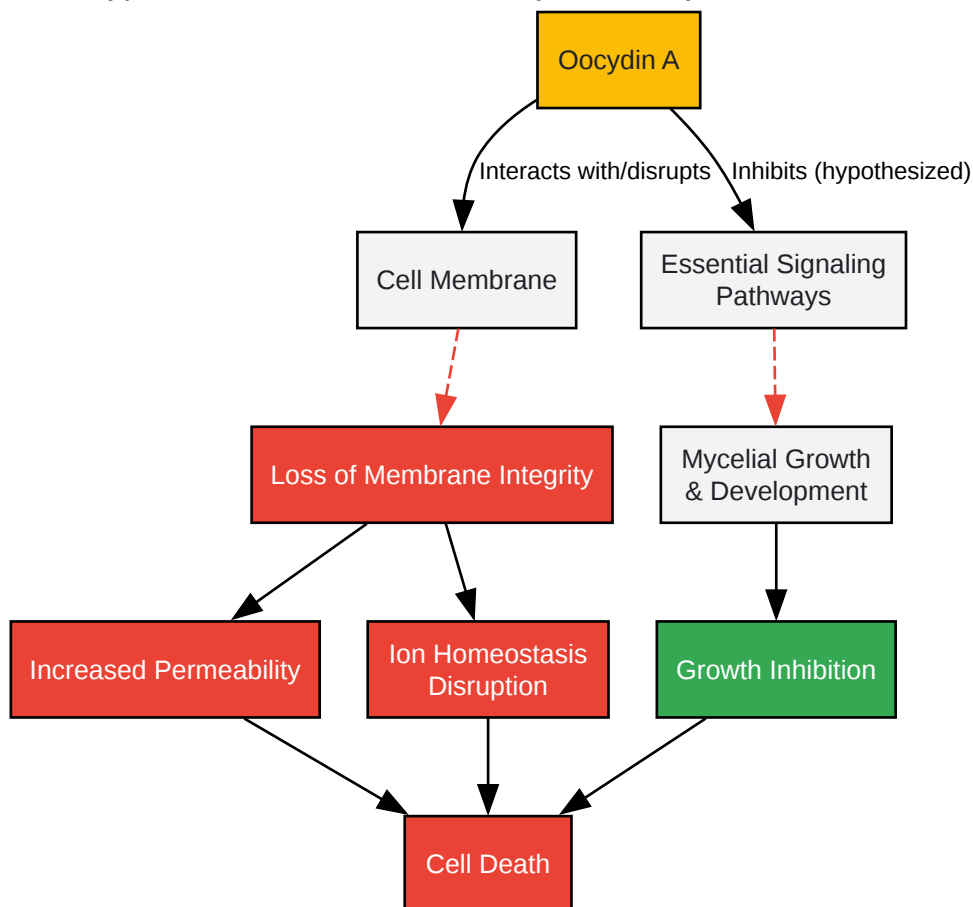 Oocydin A
Interacts with/disrupts
Inhibits (hypothesized)
Cell Membrane
Essential Signaling
Pathways
Loss of Membrane Integrity
Mycelial Growth
& Development
Increased Permeability
Ion Homeostasis
Disruption
Growth Inhibition
Cell Death